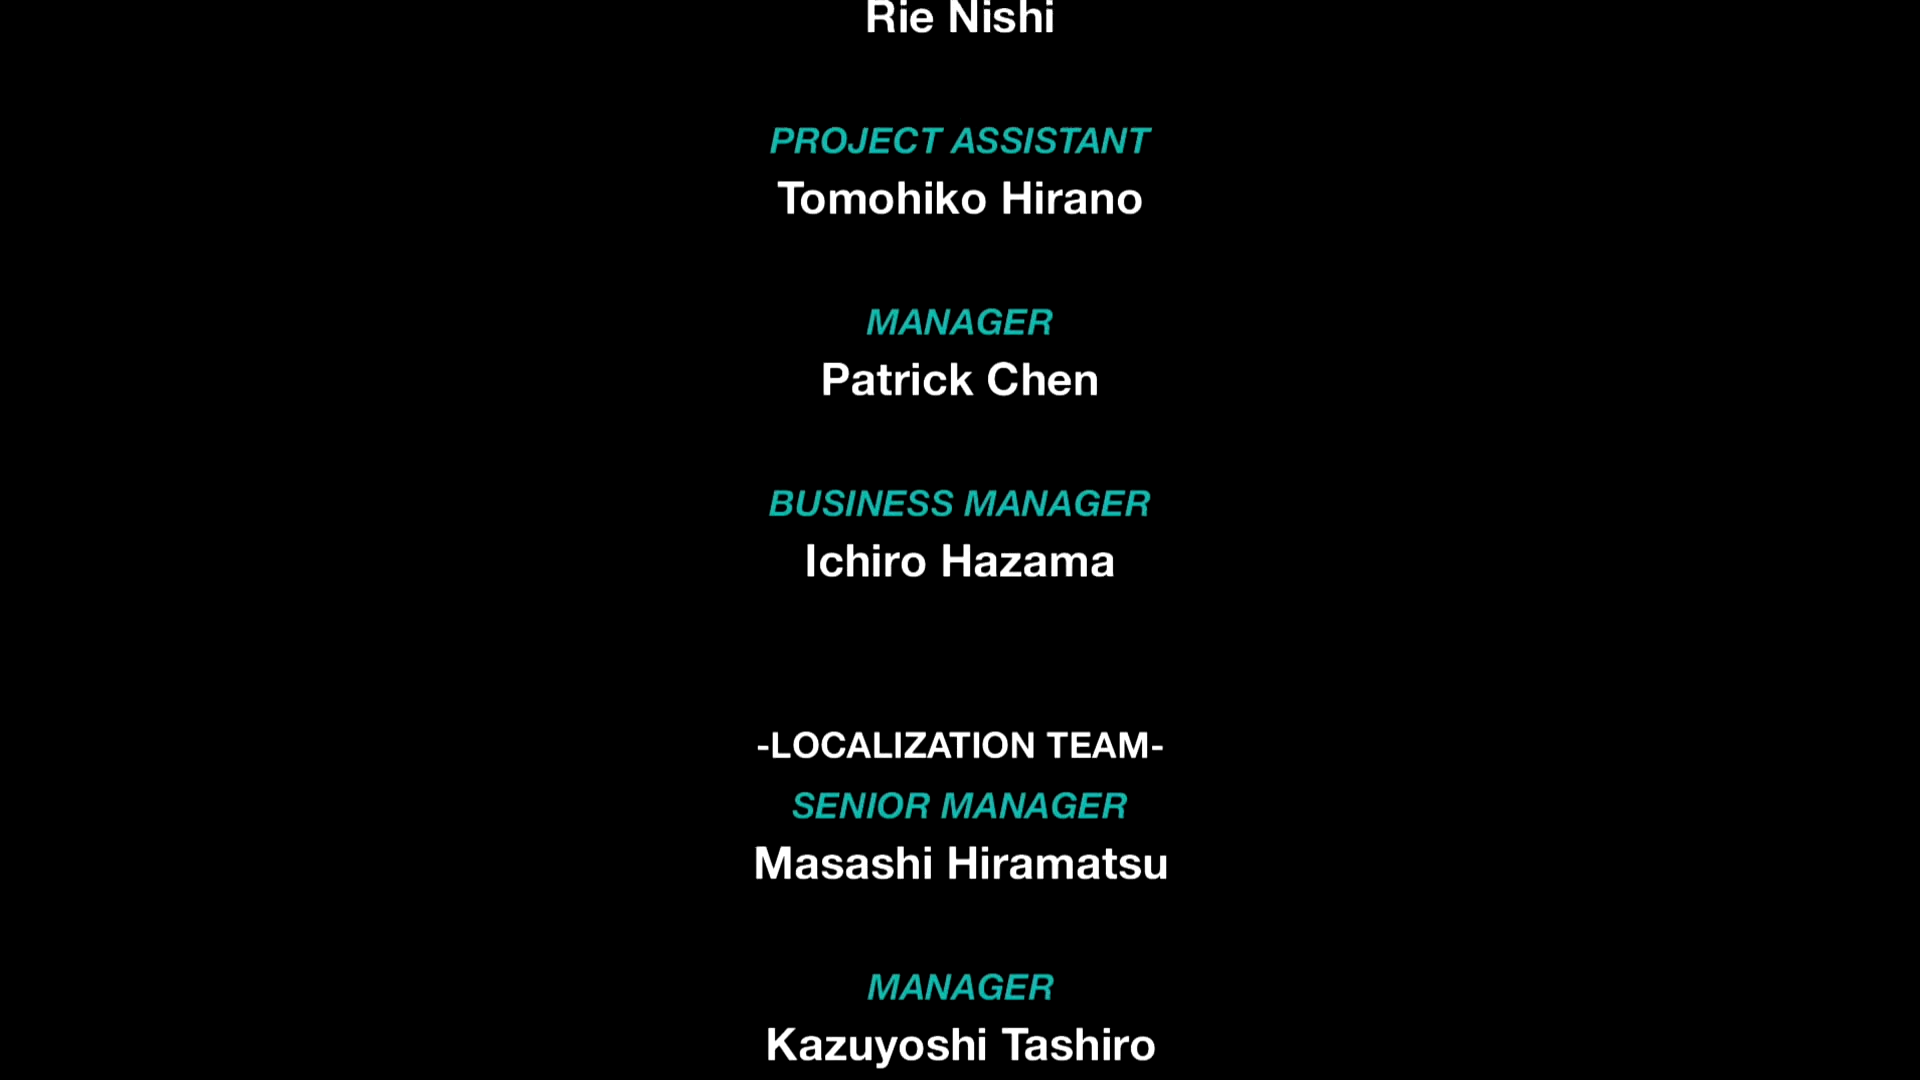 Rie Nishi
PROJECT ASSISTANT
Tomohiko Hirano
MANAGER
Patrick Chen
BUSINESS MANAGER
Ichiro Hazama
-LOCALIZATION TEAM-
SENIOR MANAGER
Masashi Hiramatsu
MANAGER
Kazuyoshi Tashiro